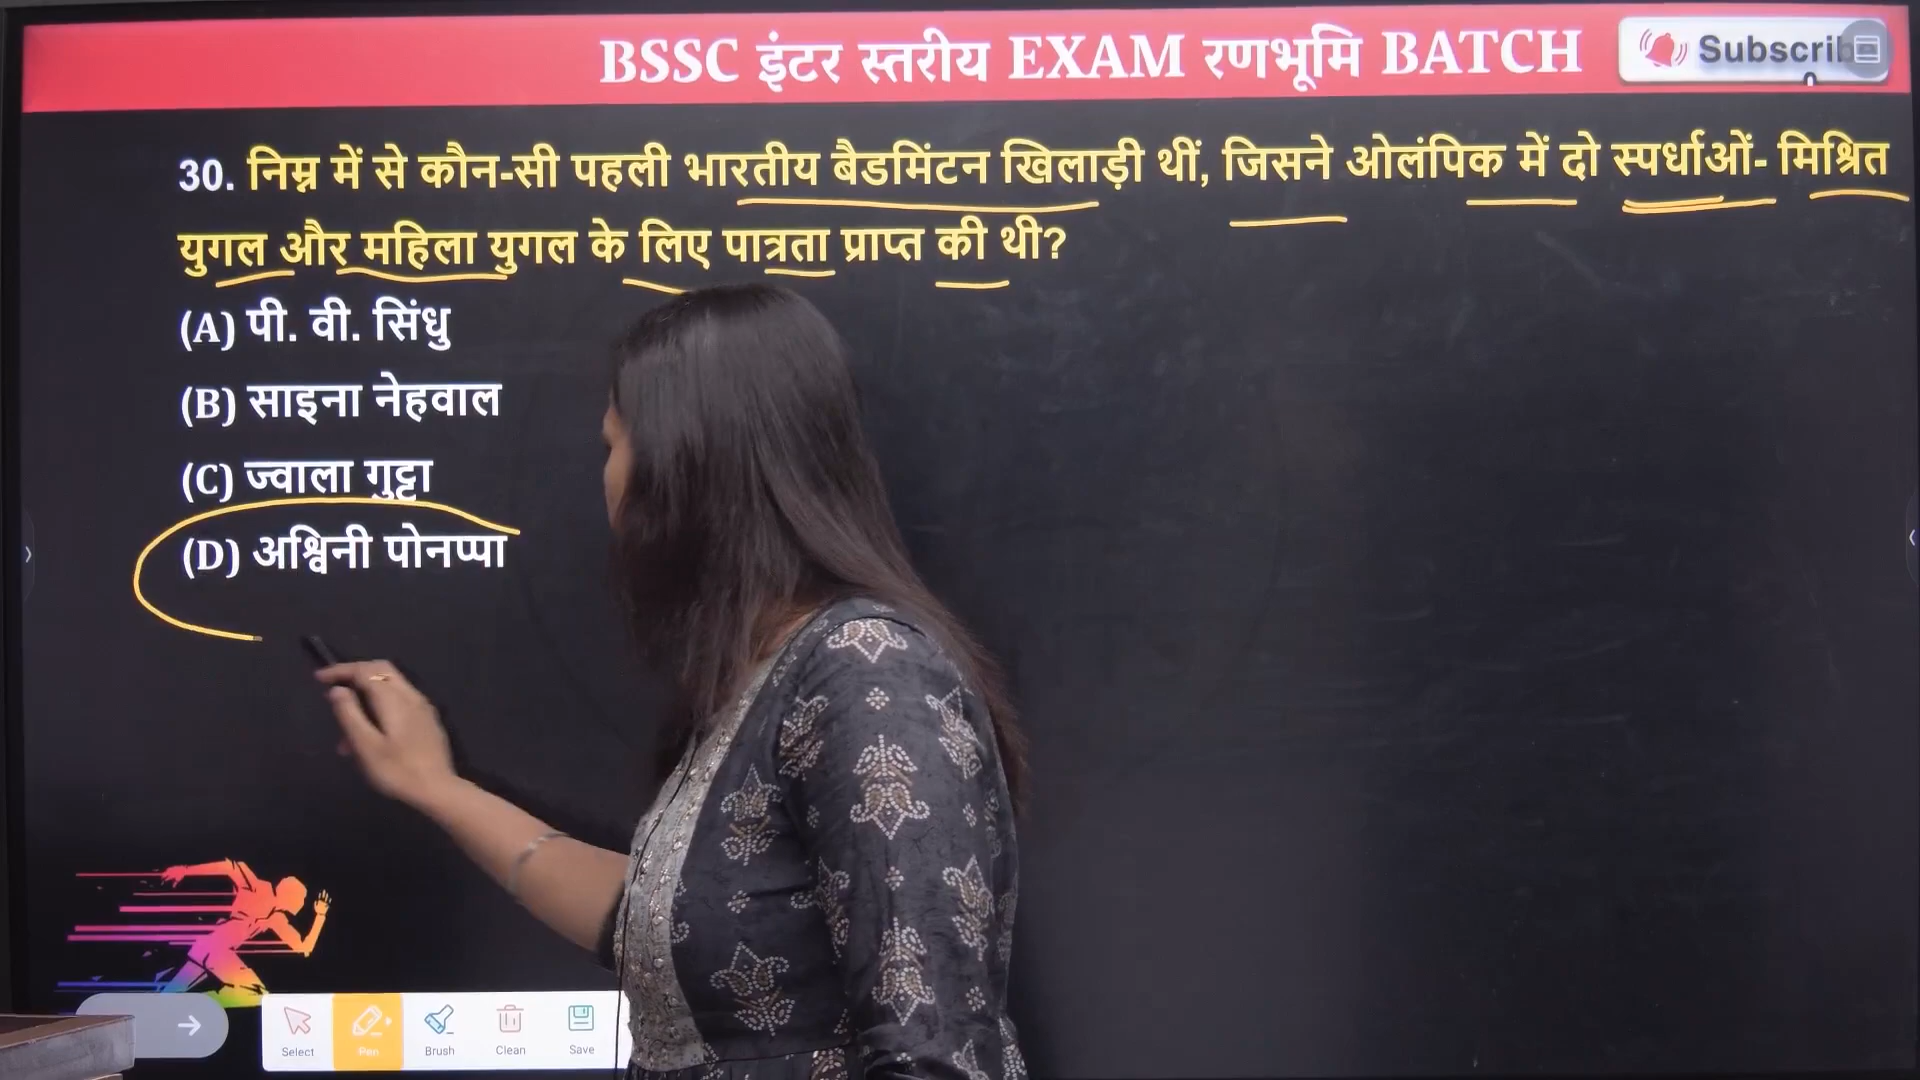 BSSC इंटर स्तरीय EXAM रणभूमि BATCH
Subscrib
30. निम्न में से कौन-सी पहली भारतीय बैडमिंटन खिलाड़ी थीं, जिसने ओलंपिक में दो स्पर्धाओं- मिश्रित
युगल और महिला युगल के लिए पात्रता प्राप्त की थी?
(A) पी. वी. सिंधु
(B) साइना नेहवाल
(C) ज्वाला गुट्टा
(D) अश्विनी पोनप्पा
Select Pen Brush Clean Save